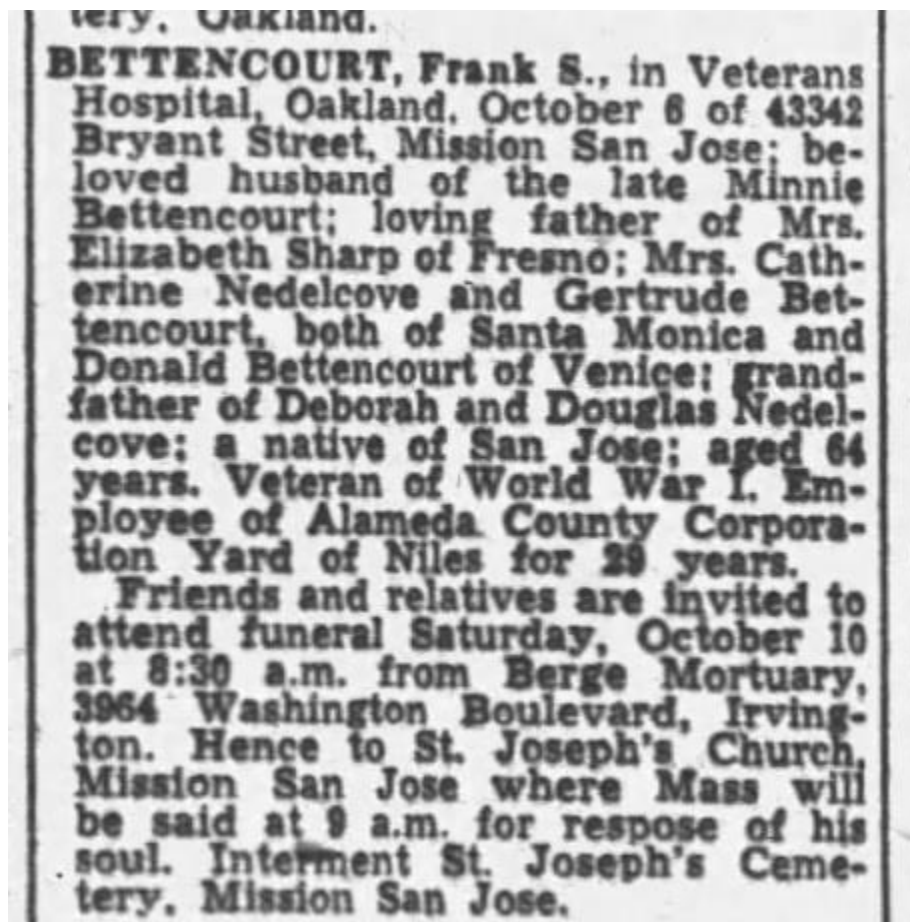 tery, Oakland.
BETTENCOURT, Frank S., in Veterans
Hospital, Oakland, October 6 of 43342
Bryant Street, Mission San Jose; be-
loved husband of the late Minnie
Bettencourt; loving father of Mrs.
Elizabeth Sharp of Fresno; Mrs. Cath-
erine Nedelcove and Gertrude Bet-
tencourt, both of Santa Monica and
Donald Bettencourt of Venice; grand-
father of Deborah and Douglas Nedel-
cove; a native of San Jose; aged 64
years. Veteran of World War I. Em-
ployee of Alameda County Corpora-
tion Yard of Niles for 29 years.
Friends and relatives are invited to
attend funeral Saturday, October 10
at 8:30 a.m. from Berge Mortuary,
3964 Washington Boulevard, Irving-
ton. Hence to St. Joseph's Church,
Mission San Jose where Mass will
be said at 9 a.m. for respose of his
soul. Interment St. Joseph's Ceme-
tery, Mission San Jose.